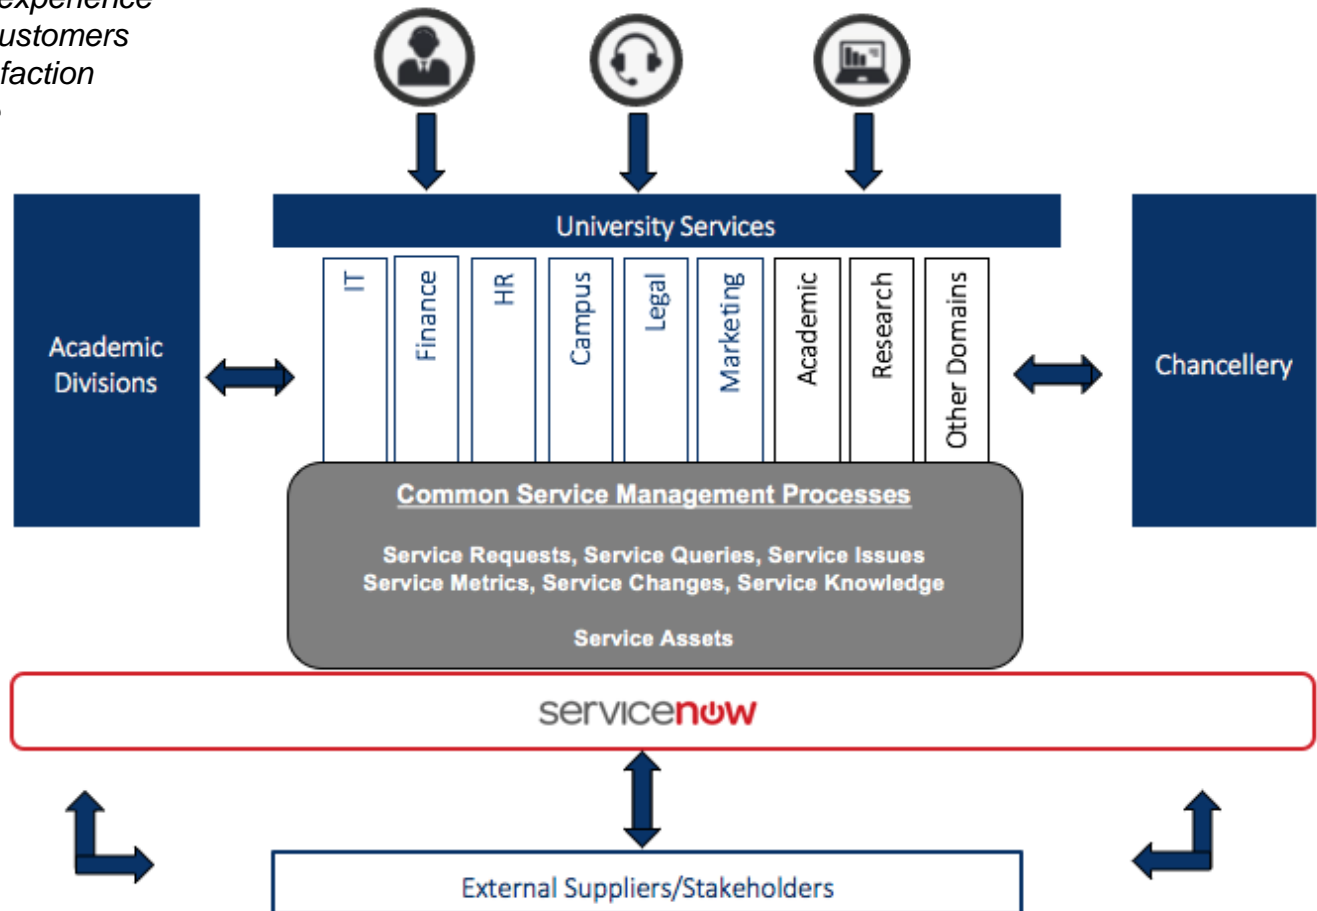 experience
ustomers
faction
University Services
Academic
Divisions
IT
Finance
HR
Campus
Legal
Marketing
Academic
Research
Other Domains
Chancellery
Common Service Management Processes
Service Requests, Service Queries, Service Issues
Service Metrics, Service Changes, Service Knowledge
Service Assets
servicenow
External Suppliers/Stakeholders